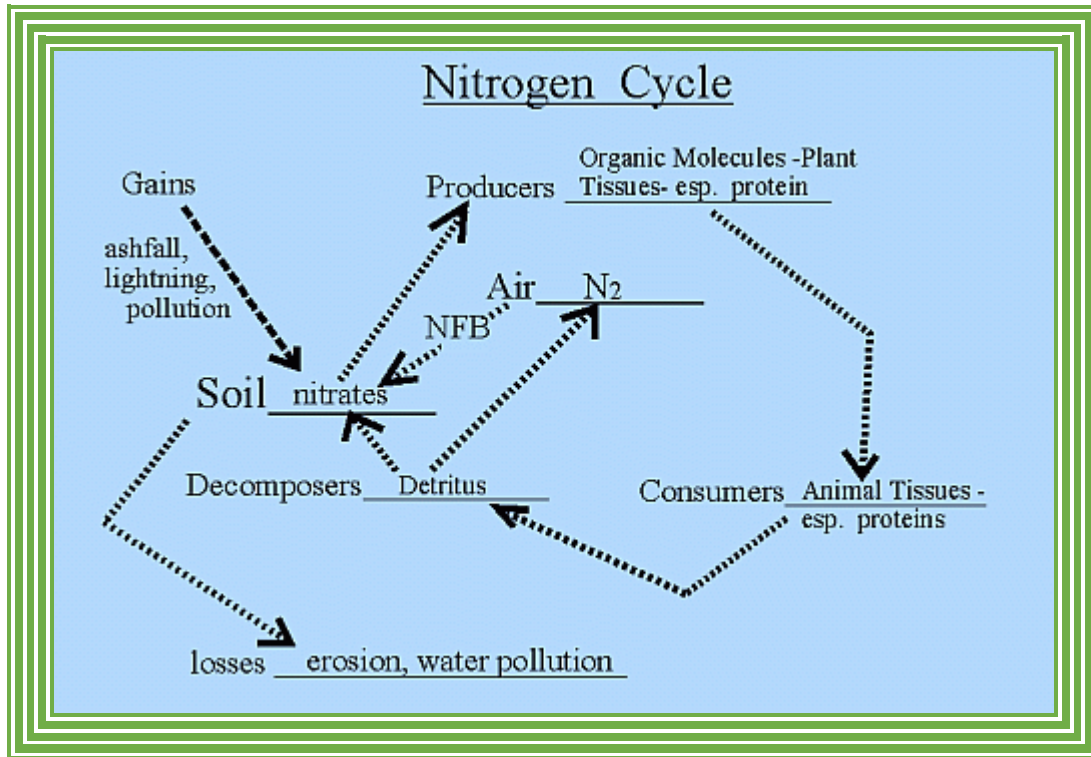 Nitrogen Cycle
Organic Molecules -Plant
Gains
Producers Tissues- esp. protein
ashfall,
lightning,
pollution
Air N2
NFB
Soil nitrates
Decomposers Detritus
Consumers Animal Tissues -
esp. proteins
losses erosion, water pollution